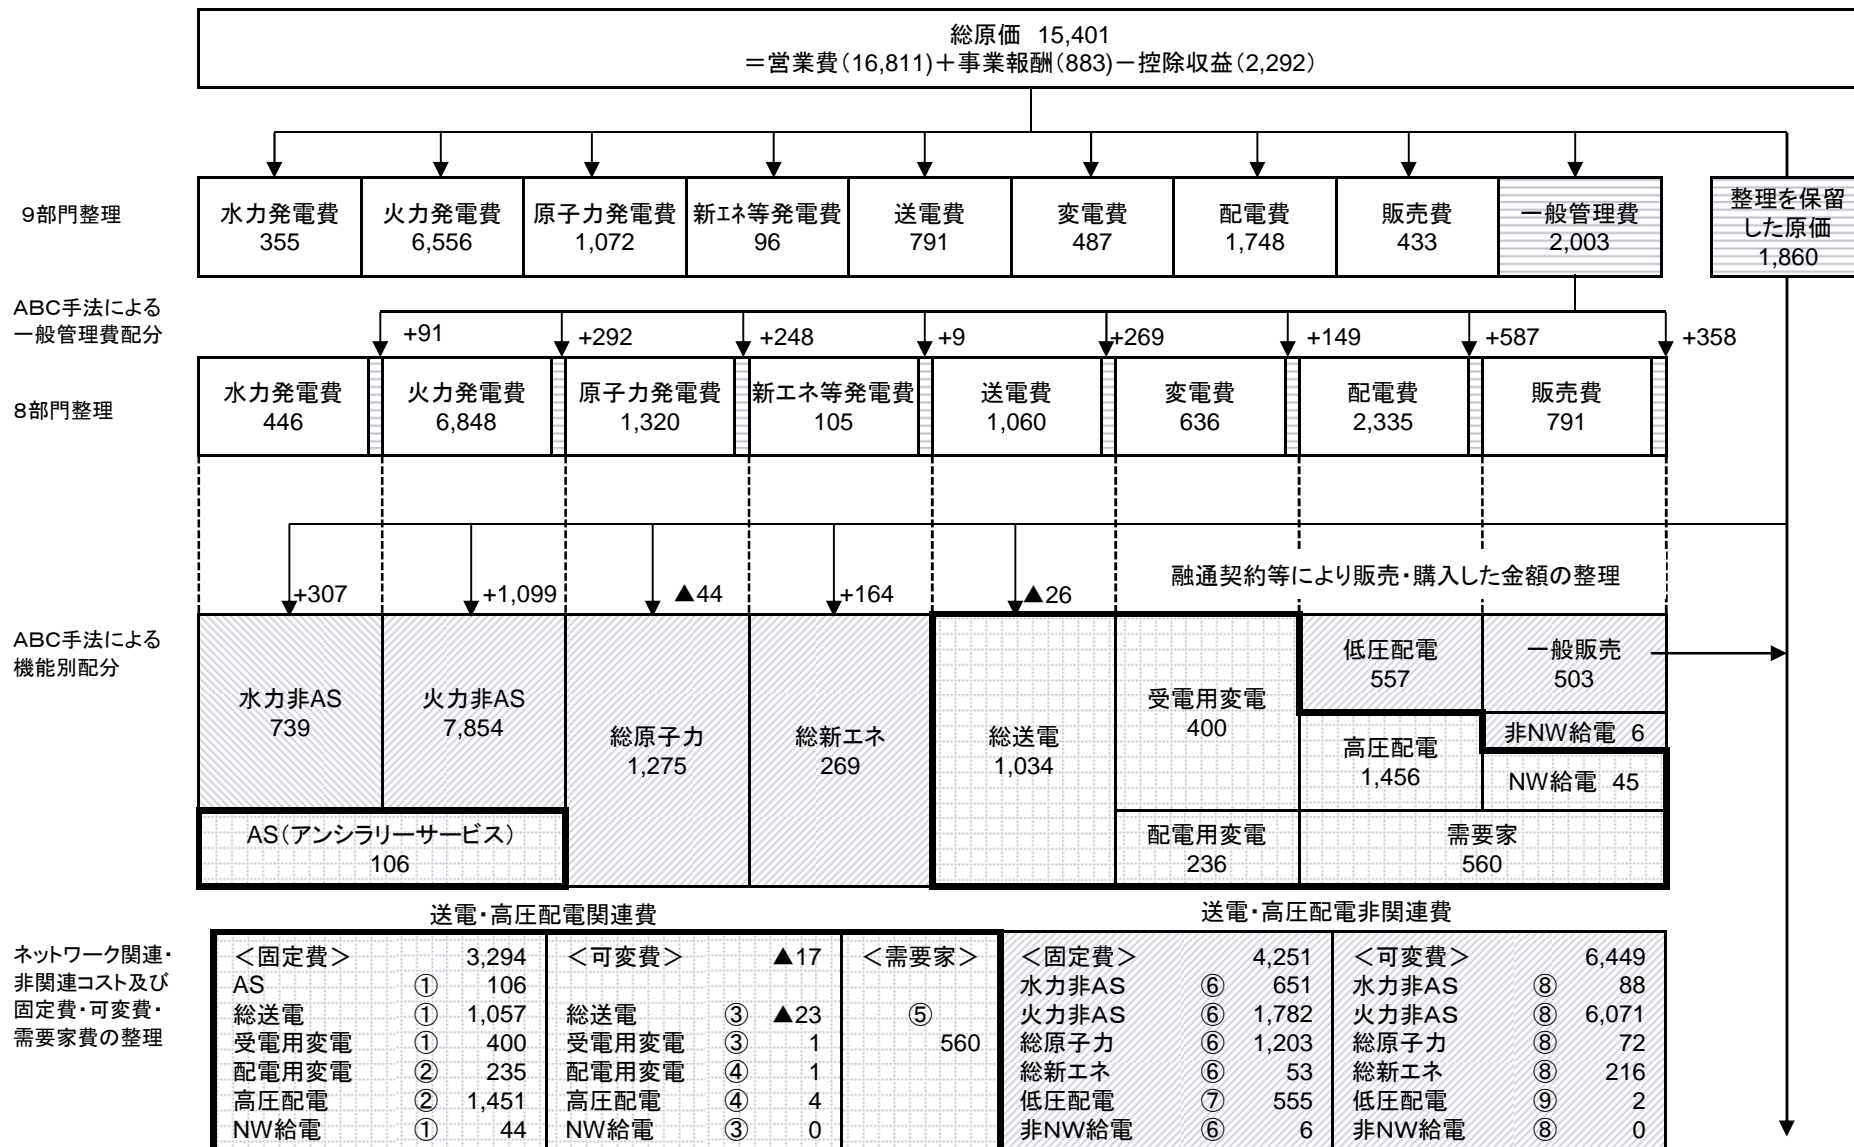 総原価 15,401
＝営業費(16,811)＋事業報酬(883)－控除収益(2,292)
9部門整理
水力発電費
355
火力発電費
6,556
原子力発電費
1,072
新エネ等発電費
96
送電費
791
変電費
487
配電費
1,748
販売費
433
一般管理費
2,003
整理を保留
した原価
1,860
ABC手法による
一般管理費配分
+91
+292
+248
+9
+269
+149
+587
+358
8部門整理
水力発電費
446
火力発電費
6,848
原子力発電費
1,320
新エネ等発電費
105
送電費
1,060
変電費
636
配電費
2,335
販売費
791
融通契約等により販売・購入した金額の整理
+307
+1,099
▲44
+164
▲26
ABC手法による
機能別配分
水力非AS
739
火力非AS
7,854
AS(アンシラリーサービス)
106
総原子力
1,275
総新エネ
269
総送電
1,034
受電用変電
400
配電用変電
236
低圧配電
557
高圧配電
1,456
一般販売
503
非NW給電 6
NW給電 45
需要家
560
送電・高圧配電関連費
送電・高圧配電非関連費
ネットワーク関連・
非関連コスト及び
固定費・可変費・
需要家費の整理
＜固定費＞ 3,294 ＜可変費＞ ▲17 ＜需要家＞ ＜固定費＞ 4,251 ＜可変費＞ 6,449
AS ① 106 水力非AS ⑥ 651 水力非AS ⑧ 88
総送電 ① 1,057 総送電 ③ ▲23 ⑤ 火力非AS ⑥ 1,782 火力非AS ⑧ 6,071
受電用変電 ① 400 受電用変電 ③ 1 560 総原子力 ⑥ 1,203 総原子力 ⑧ 72
配電用変電 ② 235 配電用変電 ④ 1 総新エネ ⑥ 53 総新エネ ⑧ 216
高圧配電 ② 1,451 高圧配電 ④ 4 低圧配電 ⑦ 555 低圧配電 ⑨ 2
NW給電 ① 44 NW給電 ③ 0 非NW給電 ⑥ 6 非NW給電 ⑧ 0